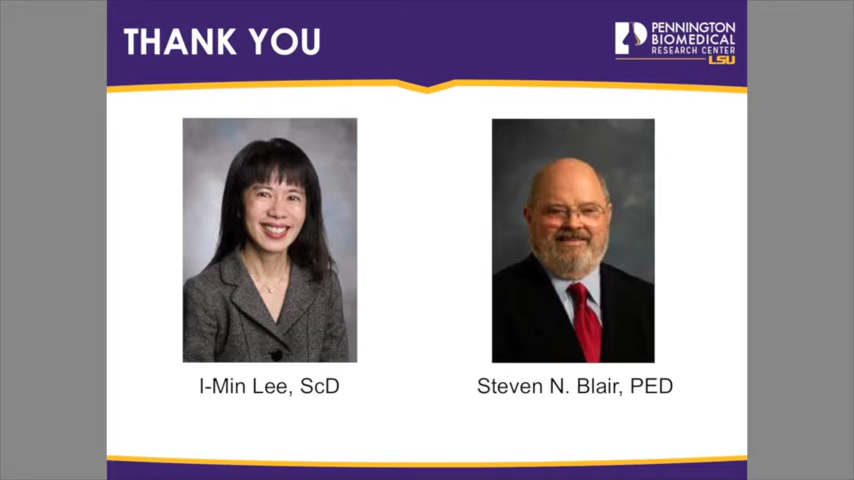 THANK YOU
PENNINGTON
BIOMEDICAL
RESEARCH CENTER
LSU
I-Min Lee, ScD
Steven N. Blair, PED